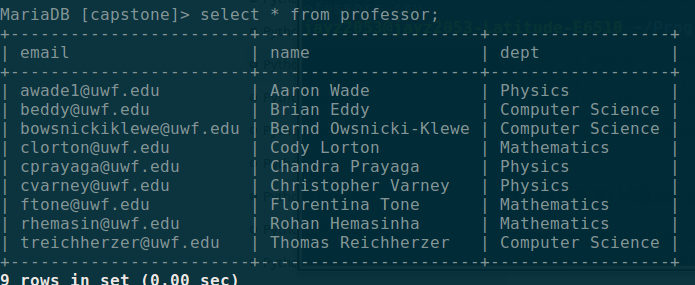 MariaDB [capstone]> select * from professor;
+------------------------+----------------------+------------------+
| email                  | name                 | dept             |
+------------------------+----------------------+------------------+
| awade1@uwf.edu         | Aaron Wade           | Physics          |
| beddy@uwf.edu          | Brian Eddy           | Computer Science |
| bowsnickiklewe@uwf.edu | Bernd Owsnicki-Klewe | Computer Science |
| clorton@uwf.edu        | Cody Lorton          | Mathematics      |
| cprayaga@uwf.edu       | Chandra Prayaga      | Physics          |
| cvarney@uwf.edu        | Christopher Varney   | Physics          |
| ftone@uwf.edu          | Florentina Tone      | Mathematics      |
| rhemasin@uwf.edu       | Rohan Hemasinha      | Mathematics      |
| treichherzer@uwf.edu   | Thomas Reichherzer   | Computer Science |
+------------------------+----------------------+------------------+
9 rows in set (0.00 sec)